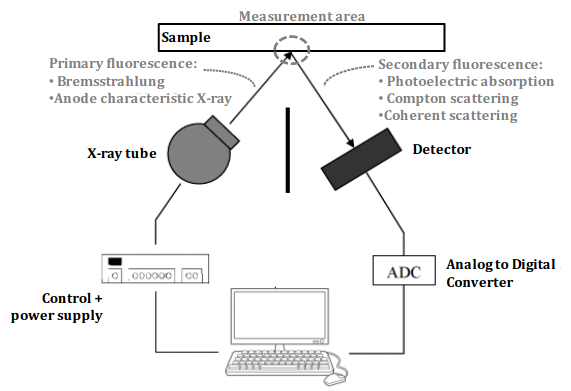 Measurement area
Sample
Primary fluorescence:
• Bremsstrahlung
•Anode characteristic X-ray
Secondary fluorescence:
• Photoelectric absorption
• Compton scattering
•Coherent scattering
X-ray tube
Detector
ADC
Analog to Digital
Converter
Control +
power supply